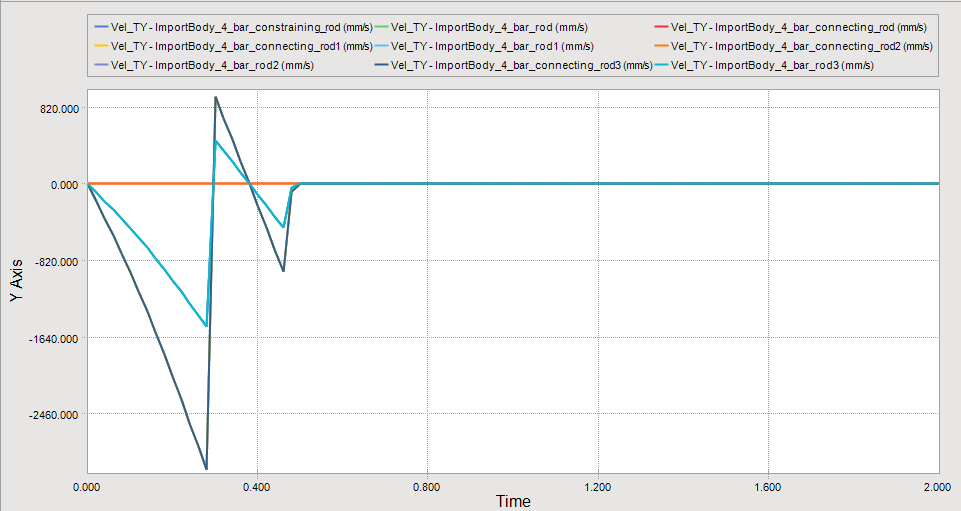 Vel_TY - ImportBody_4_bar_constraining_rod (mm/s) Vel_TY - ImportBody_4_bar_rod (mm/s) Vel_TY - ImportBody_4_bar_connecting_rod (mm/s)
Vel_TY - ImportBody_4_bar_connecting_rod1 (mm/s) Vel_TY - ImportBody_4_bar_rod1 (mm/s) Vel_TY - ImportBody_4_bar_connecting_rod2 (mm/s)
Vel_TY - ImportBody_4_bar_rod2 (mm/s) Vel_TY - ImportBody_4_bar_connecting_rod3 (mm/s) Vel_TY - ImportBody_4_bar_rod3 (mm/s)
820.000
0.000
-820.000
-1640.000
-2460.000
Y Axis
0.000 0.400 0.800 1.200 1.600 2.000
Time